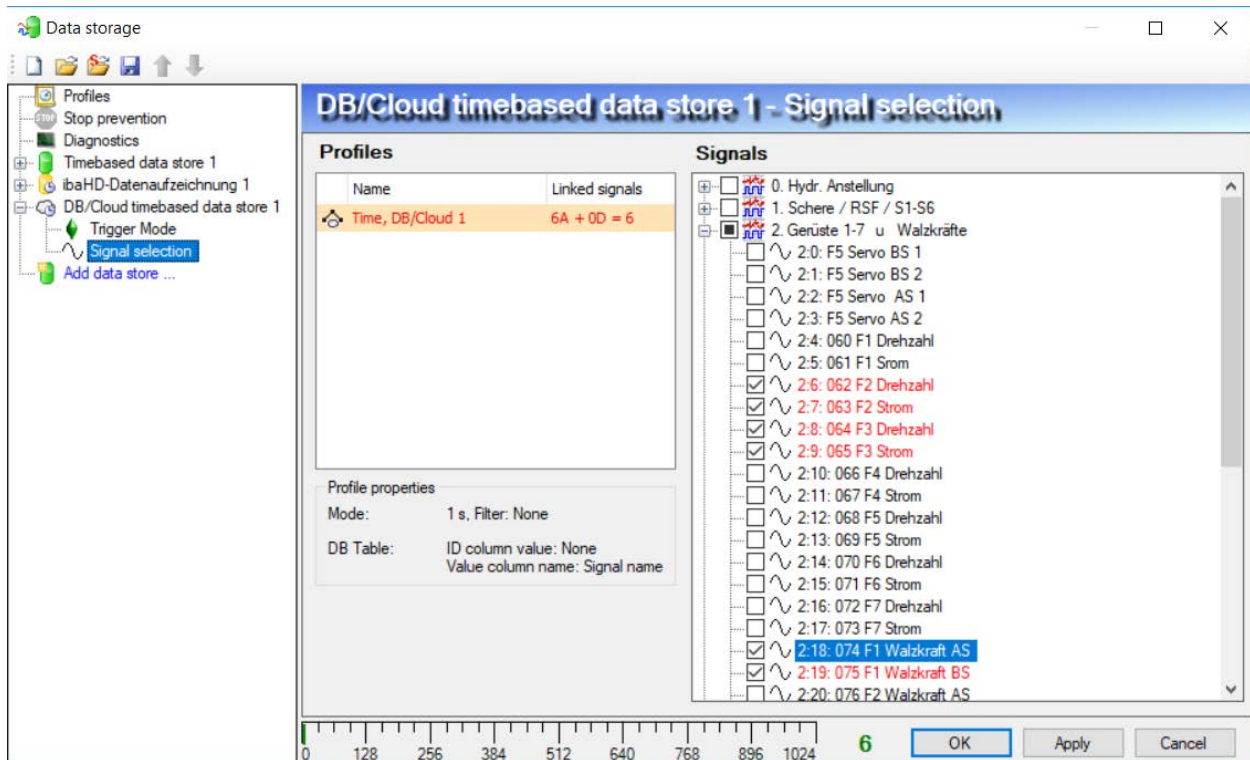 Data storage
Profiles
STOP Stop prevention
Diagnostics
Timebased data store 1
ibaHD-Datenaufzeichnung 1
DB/Cloud timebased data store 1
Trigger Mode
Signal selection
Add data store ...
DB/Cloud timebased data store 1 - Signal selection
Profiles
Name Linked signals
Time, DB/Cloud 1 6A + 0D = 6
Profile properties
Mode: 1 s, Filter: None
DB Table: ID column value: None
Value column name: Signal name
Signals
0. Hydr. Anstellung
1. Schere / RSF / S1-S6
2. Gerüste 1-7 u Walzkräfte
2:0: F5 Servo BS 1
2:1: F5 Servo BS 2
2:2: F5 Servo AS 1
2:3: F5 Servo AS 2
2:4: 060 F1 Drehzahl
2:5: 061 F1 Srom
2:6: 062 F2 Drehzahl
2:7: 063 F2 Strom
2:8: 064 F3 Drehzahl
2:9: 065 F3 Strom
2:10: 066 F4 Drehzahl
2:11: 067 F4 Strom
2:12: 068 F5 Drehzahl
2:13: 069 F5 Strom
2:14: 070 F6 Drehzahl
2:15: 071 F6 Strom
2:16: 072 F7 Drehzahl
2:17: 073 F7 Strom
2:18: 074 F1 Walzkraft AS
2:19: 075 F1 Walzkraft BS
2:20: 076 F2 Walzkraft AS
0 128 256 384 512 640 768 896 1024
6
OK Apply Cancel